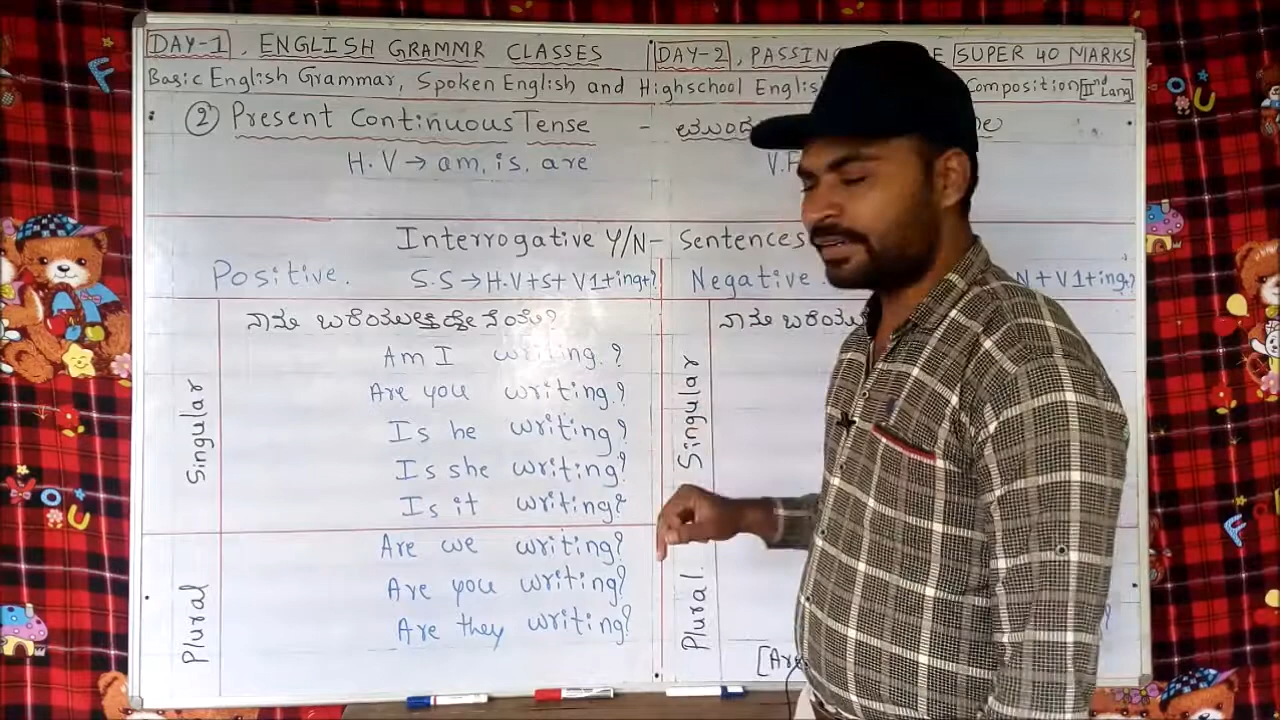 DAY-1, ENGLISH GRAMMR CLASSES DAY-2, PASSIN E SUPER 40 MARKS
Basic English Grammar, Spoken English and Highschool Englis Composition [IInd Lang]
② Present Continuous Tense -
H.V → am, is, are
Interrogative Y/N - Sentences
Positive. S.S → H.V+S+ V1+ing+? Negative N + V1+ing+?
Singular
Am I writing.?
Are you writing.?
Is he writing?
Is she writing?
Is it writing?
Plural
Are we writing?
Are you writing?
Are they writing?
ನಾನು
Singular
Plural.